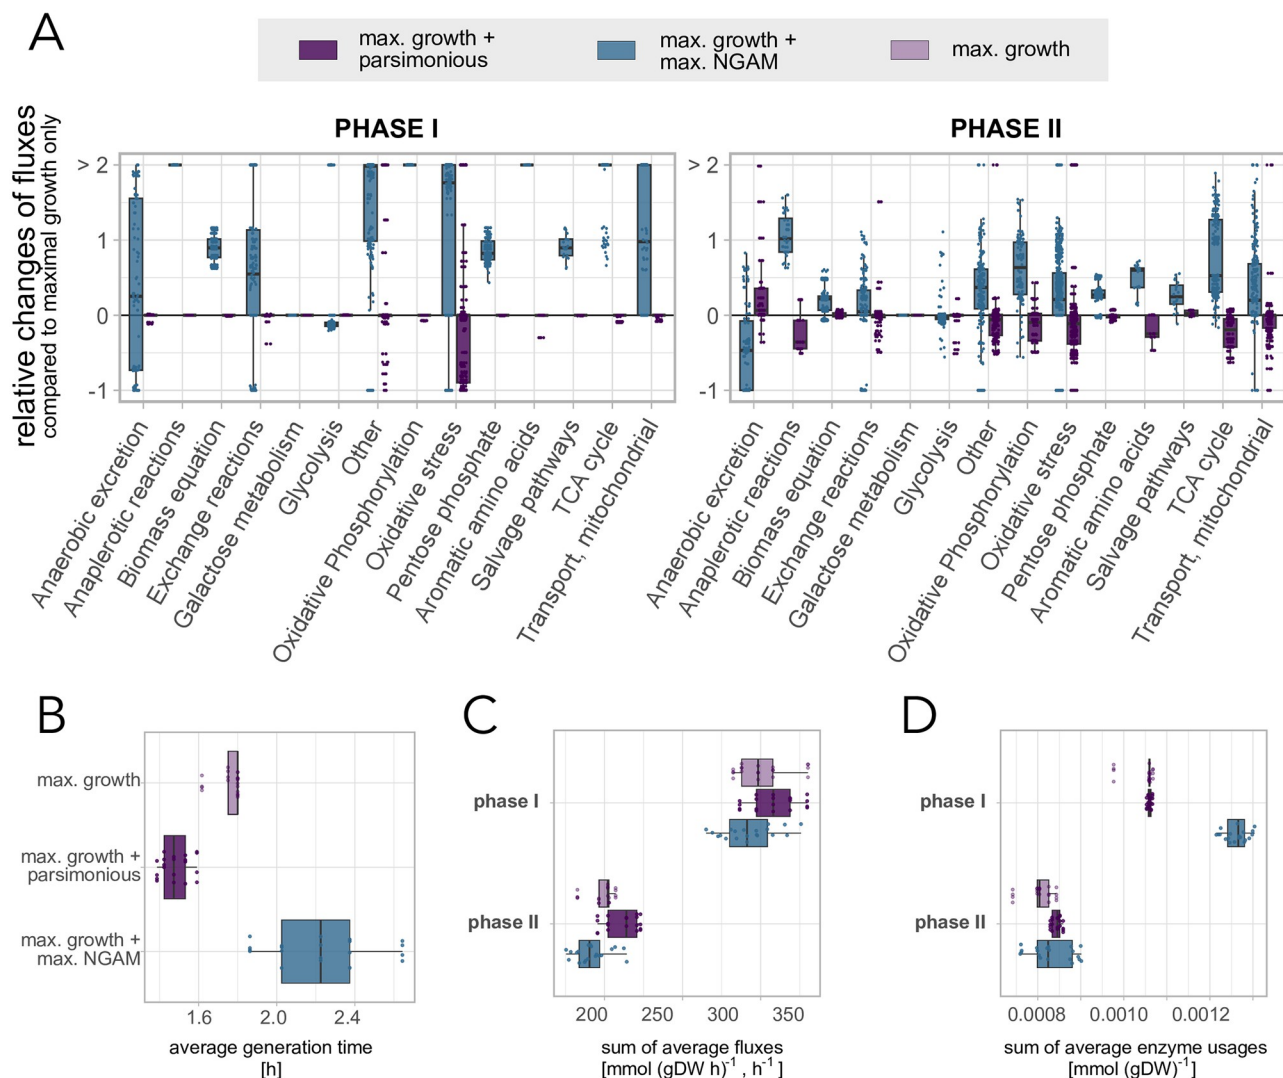 A
max. growth +
parsimonious
max. growth +
max. NGAM
max. growth
relative changes of fluxes
compared to maximal growth only
PHASE I
PHASE II
> 2
1
0
-1
> 2
1
0
-1
Anaerobic excretion
Anaplerotic reactions
Biomass equation
Exchange reactions
Galactose metabolism
Glycolysis
Other
Oxidative Phosphorylation
Oxidative stress
Pentose phosphate
Aromatic amino acids
Salvage pathways
TCA cycle
Transport, mitochondrial
Anaerobic excretion
Anaplerotic reactions
Biomass equation
Exchange reactions
Galactose metabolism
Glycolysis
Other
Oxidative Phosphorylation
Oxidative stress
Pentose phosphate
Aromatic amino acids
Salvage pathways
TCA cycle
Transport, mitochondrial
B
max. growth
max. growth +
parsimonious
max. growth +
max. NGAM
1.6 2.0 2.4
average generation time
[h]
C
phase I
phase II
200 250 300 350
sum of average fluxes
[mmol (gDW h)⁻¹ , h⁻¹ ]
D
phase I
phase II
0.0008 0.0010 0.0012
sum of average enzyme usages
[mmol (gDW)⁻¹]